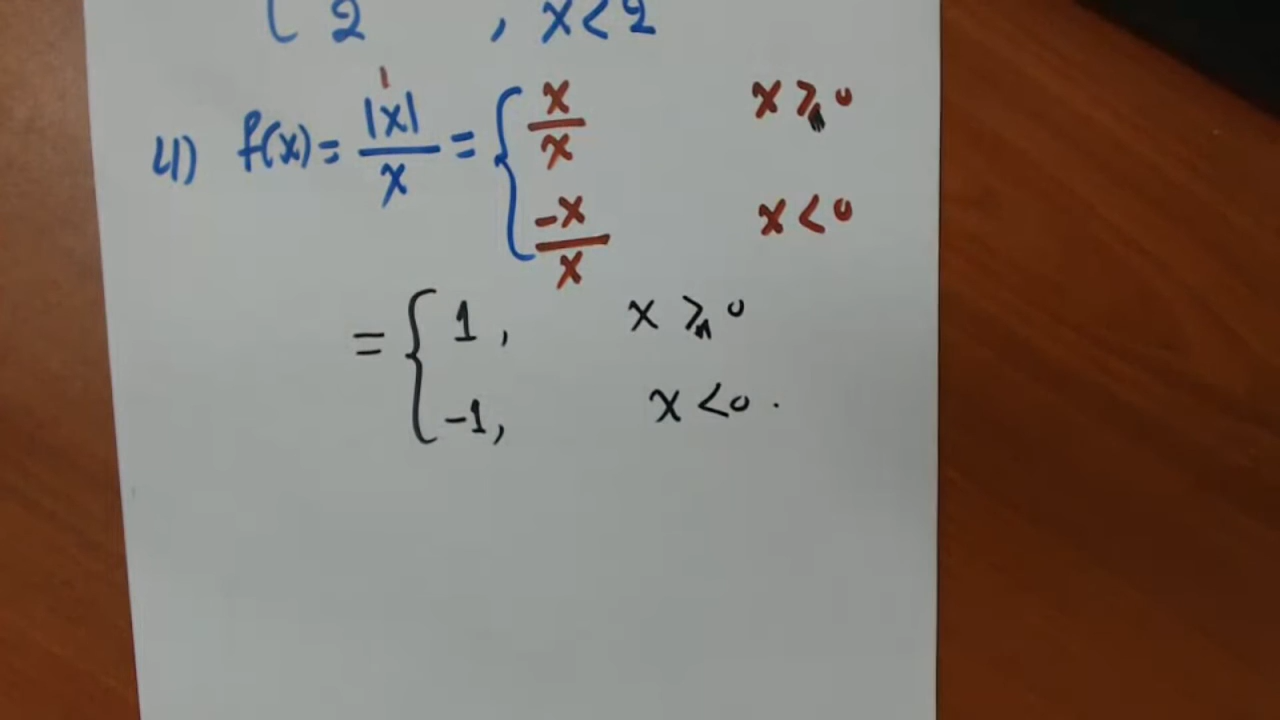 { 2 , x < 2
4) f(x) = |x|/x = { x/x x ⩾ 0
-x/x x < 0
= { 1 , x ⩾ 0
-1, x < 0 .